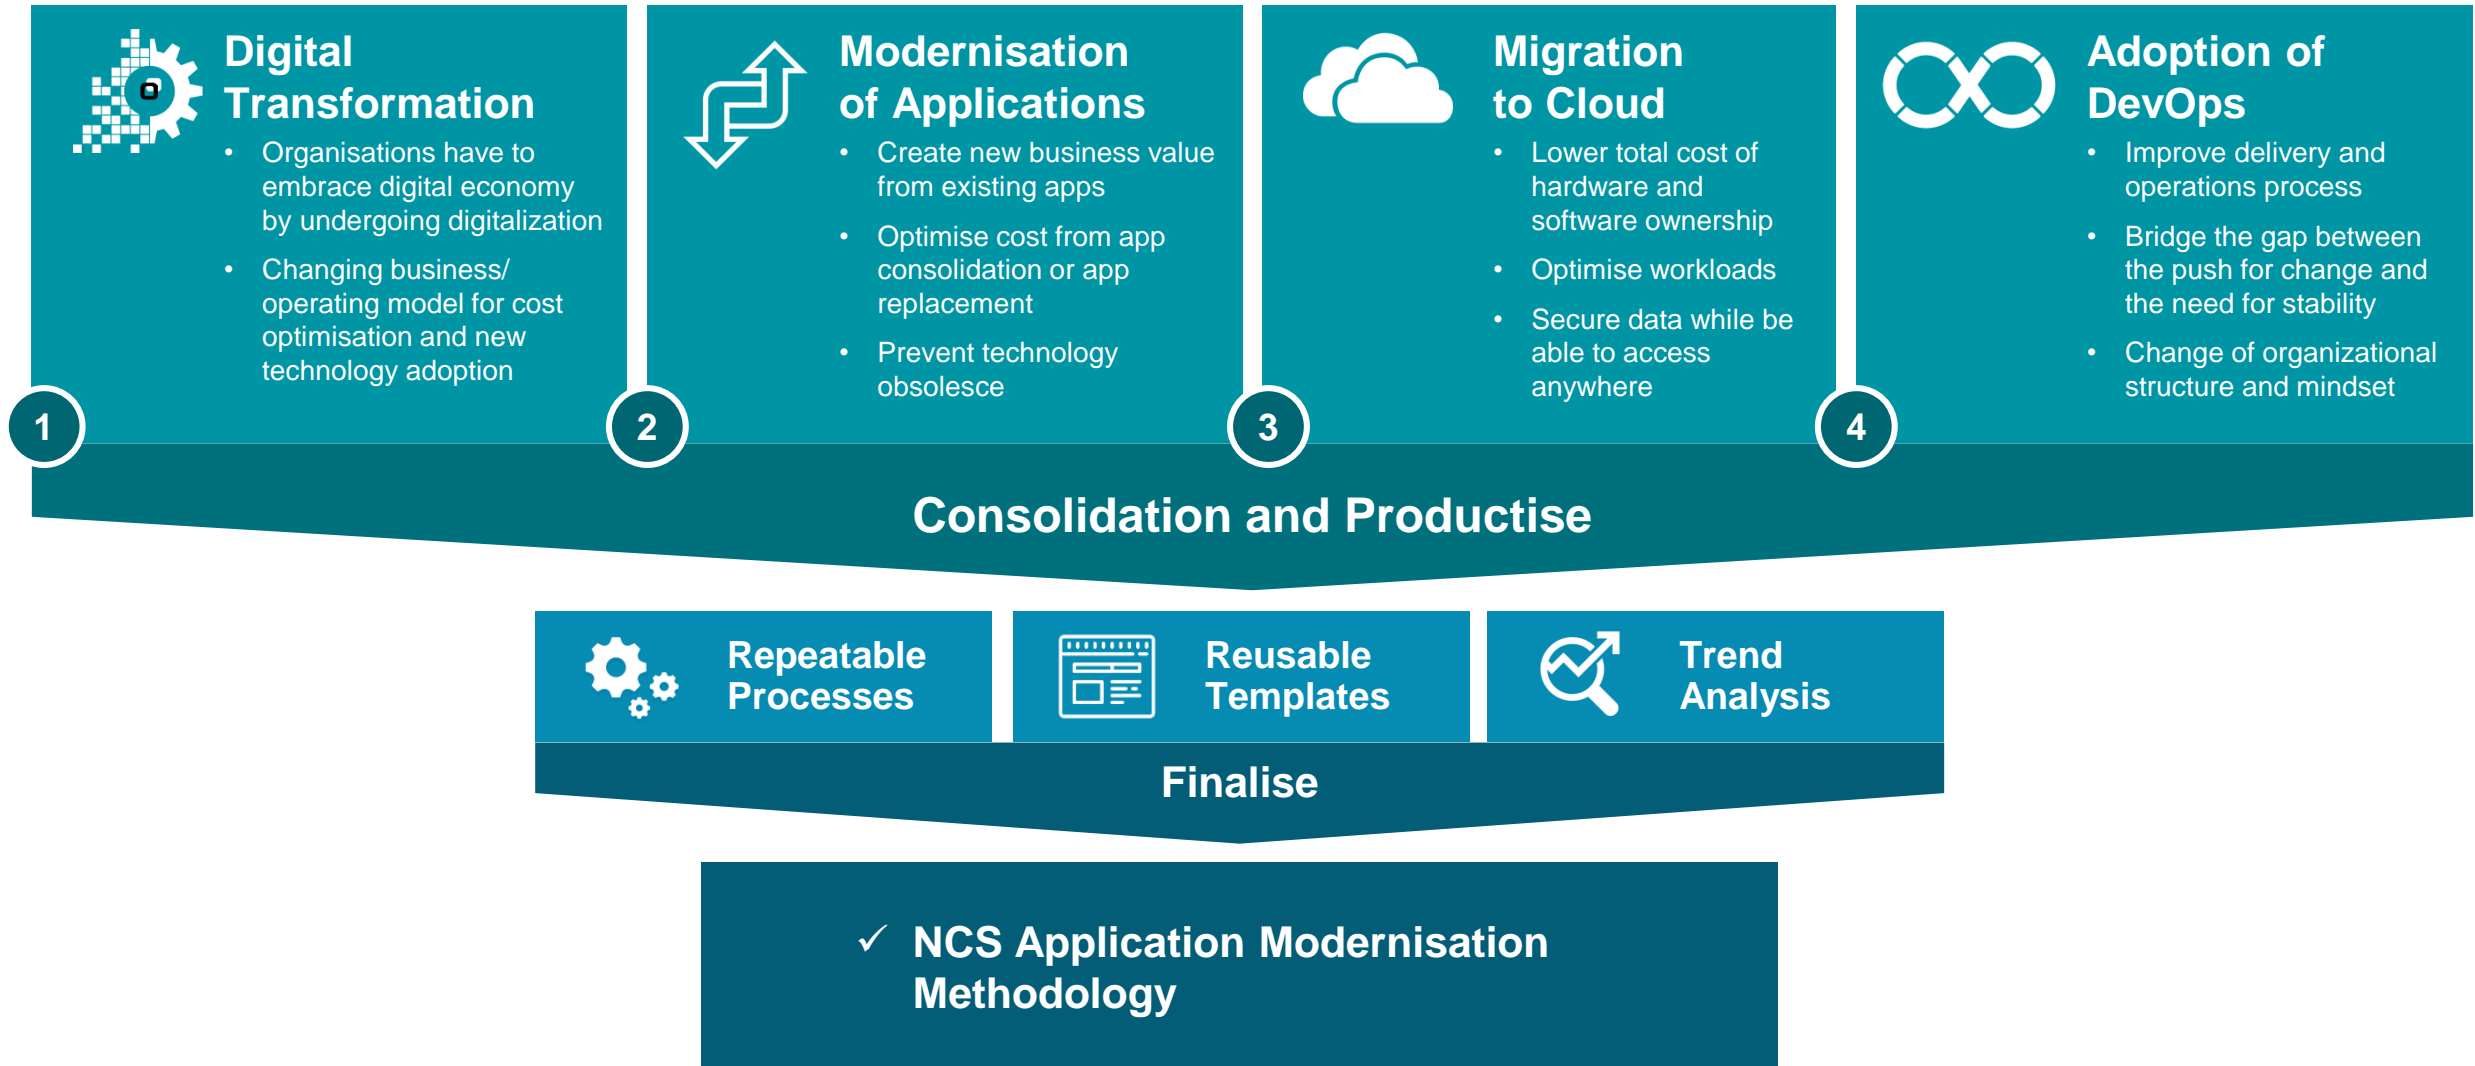 Digital
Transformation
• Organisations have to
embrace digital economy
by undergoing digitalization
• Changing business/
operating model for cost
optimisation and new
technology adoption
1
Modernisation
of Applications
• Create new business value
from existing apps
• Optimise cost from app
consolidation or app
replacement
• Prevent technology
obsolesce
2
Migration
to Cloud
• Lower total cost of
hardware and
software ownership
• Optimise workloads
• Secure data while be
able to access
anywhere
3
Adoption of
DevOps
• Improve delivery and
operations process
• Bridge the gap between
the push for change and
the need for stability
• Change of organizational
structure and mindset
4
Consolidation and Productise
Repeatable
Processes
Reusable
Templates
Trend
Analysis
Finalise
✓ NCS Application Modernisation
Methodology